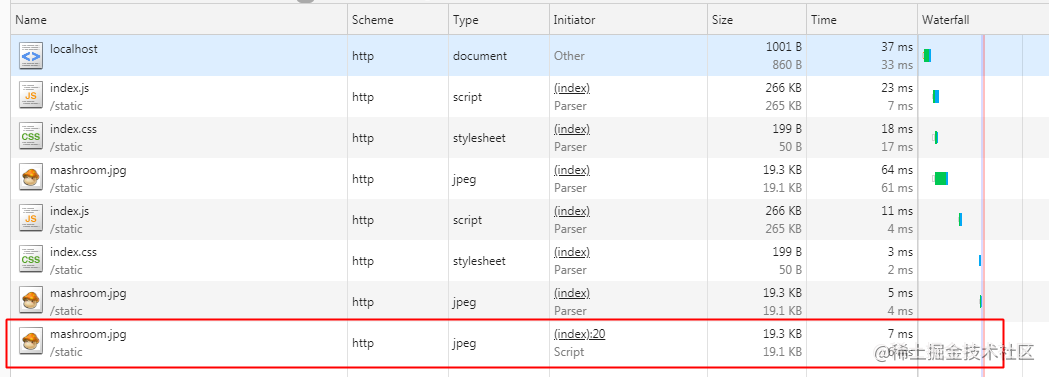 Name Scheme Type Initiator Size Time Waterfall
localhost http document Other 1001 B 37 ms
860 B 33 ms
index.js http script (index) 266 KB 23 ms
/static Parser 265 KB 7 ms
index.css http stylesheet (index) 199 B 18 ms
/static Parser 50 B 17 ms
mashroom.jpg http jpeg (index) 19.3 KB 64 ms
/static Parser 19.1 KB 61 ms
index.js http script (index) 266 KB 11 ms
/static Parser 265 KB 4 ms
index.css http stylesheet (index) 199 B 3 ms
/static Parser 50 B 2 ms
mashroom.jpg http jpeg (index) 19.3 KB 5 ms
/static Parser 19.1 KB 4 ms
mashroom.jpg http jpeg (index):20 19.3 KB 7 ms
/static Script 19.1 KB 6 ms
@稀土掘金技术社区
JS
CSS
JS
CSS